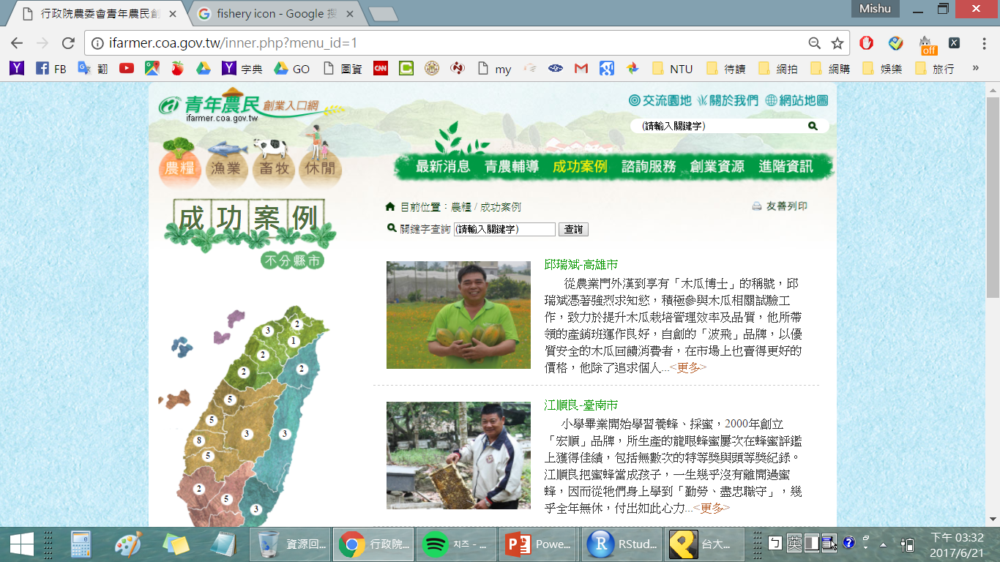 行政院農委會青年農民創
fishery icon - Google 搜
Mishu
ifarmer.coa.gov.tw/inner.php?menu_id=1
off
FB
翻
字典
GO
圖資
CNN
my
NTU
待讀
網拍
網購
娛樂
旅行
»
青年農民 創業入口網
ifarmer.coa.gov.tw
交流園地 關於我們 網站地圖
(請輸入關鍵字)
農糧 漁業 畜牧 休閒
最新消息 青農輔導 成功案例 諮詢服務 創業資源 進階資訊
成功案例
不分縣市
目前位置：農糧 / 成功案例
友善列印
關鍵字查詢 (請輸入關鍵字) 查詢
邱瑞斌-高雄市
從農業門外漢到享有「木瓜博士」的稱號，邱
瑞斌憑著強烈求知慾，積極參與木瓜相關試驗工
作，致力於提升木瓜栽培管理效率及品質，他所帶
領的產銷班運作良好，自創的「波飛」品牌，以優
質安全的木瓜回饋消費者，在市場上也賣得更好的
價格，他除了追求個人...<更多>
江順良-臺南市
小學畢業開始學習養蜂、採蜜，2000年創立
「宏順」品牌，所生產的龍眼蜂蜜屢次在蜂蜜評鑑
上獲得佳績，包括無數次的特等獎與頭等獎紀錄。
江順良把蜜蜂當成孩子，一生幾乎沒有離開過蜜
蜂，因而從牠們身上學到「勤勞、盡忠職守」，幾
乎全年無休，付出如此心力...<更多>
2
3
1
2
2
2
5
5
3
3
8
5
2
5
3
資源回...
行政院...
치즈 - ...
Powe...
RStud...
台大...
英
下午 03:32
2017/6/21